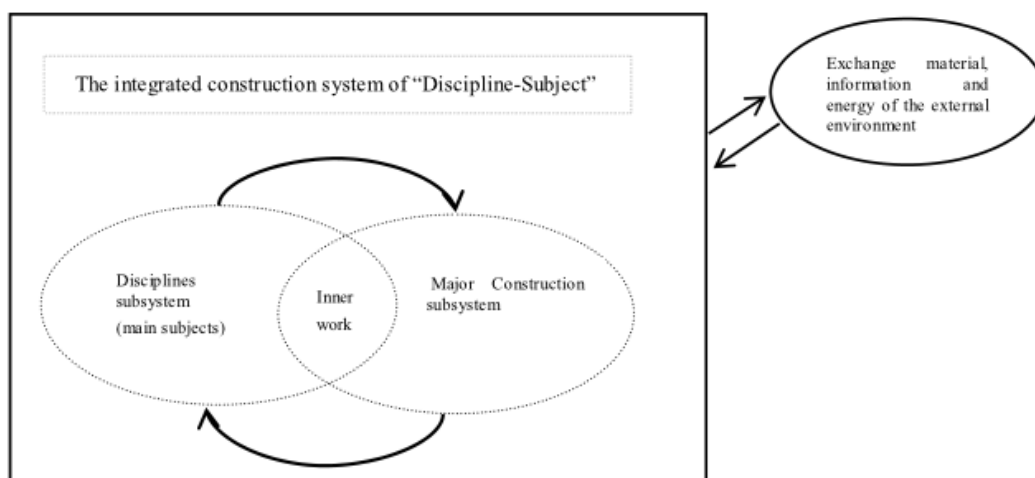 The integrated construction system of “Discipline-Subject”
Exchange material,
information and
energy of the external
environment
Disciplines
subsystem
(main subjects)
Inner
work
Major Construction
subsystem